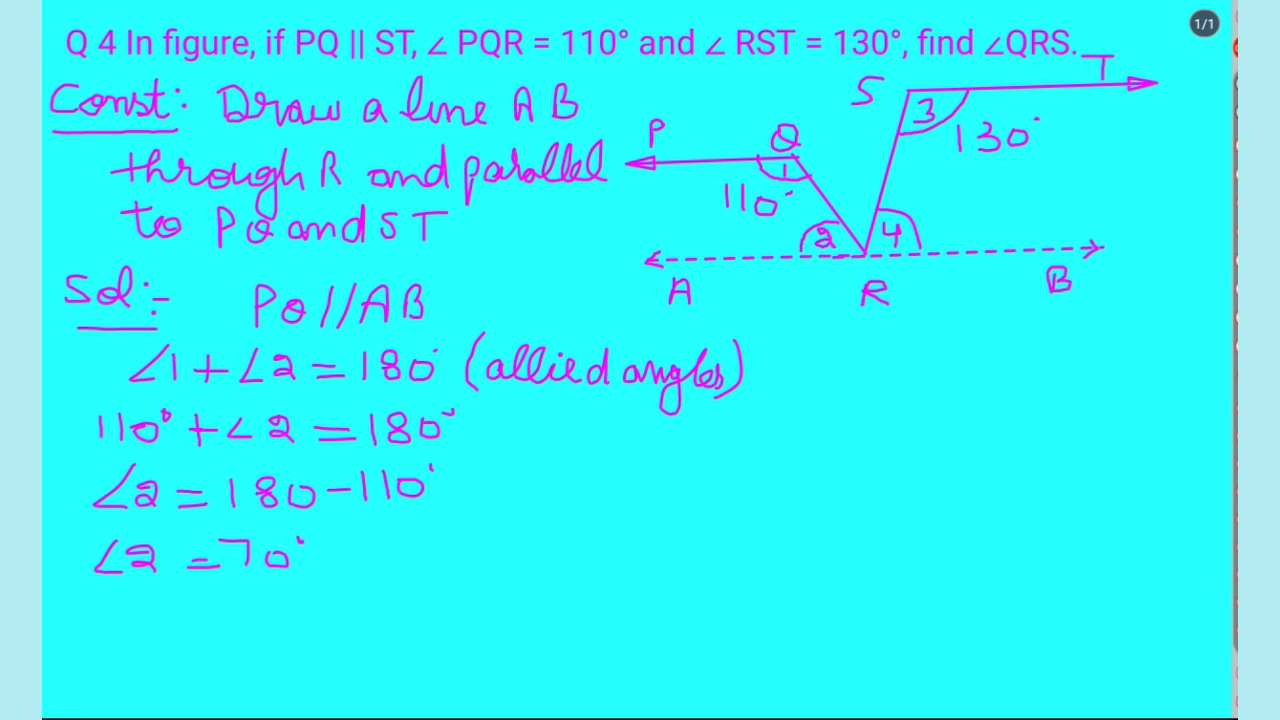 1/1
Q 4 In figure, if PQ || ST, ∠ PQR = 110° and ∠ RST = 130°, find ∠QRS.
Const: Draw a line AB
through R and parallel
to PQ and ST
Sol:-
PQ//AB
∠1+∠2=180° (allied angles)
110°+∠2=180°
∠2=180-110°
∠2=70°
S
T
3
130°
P
Q
1
110°
2
4
A
R
B